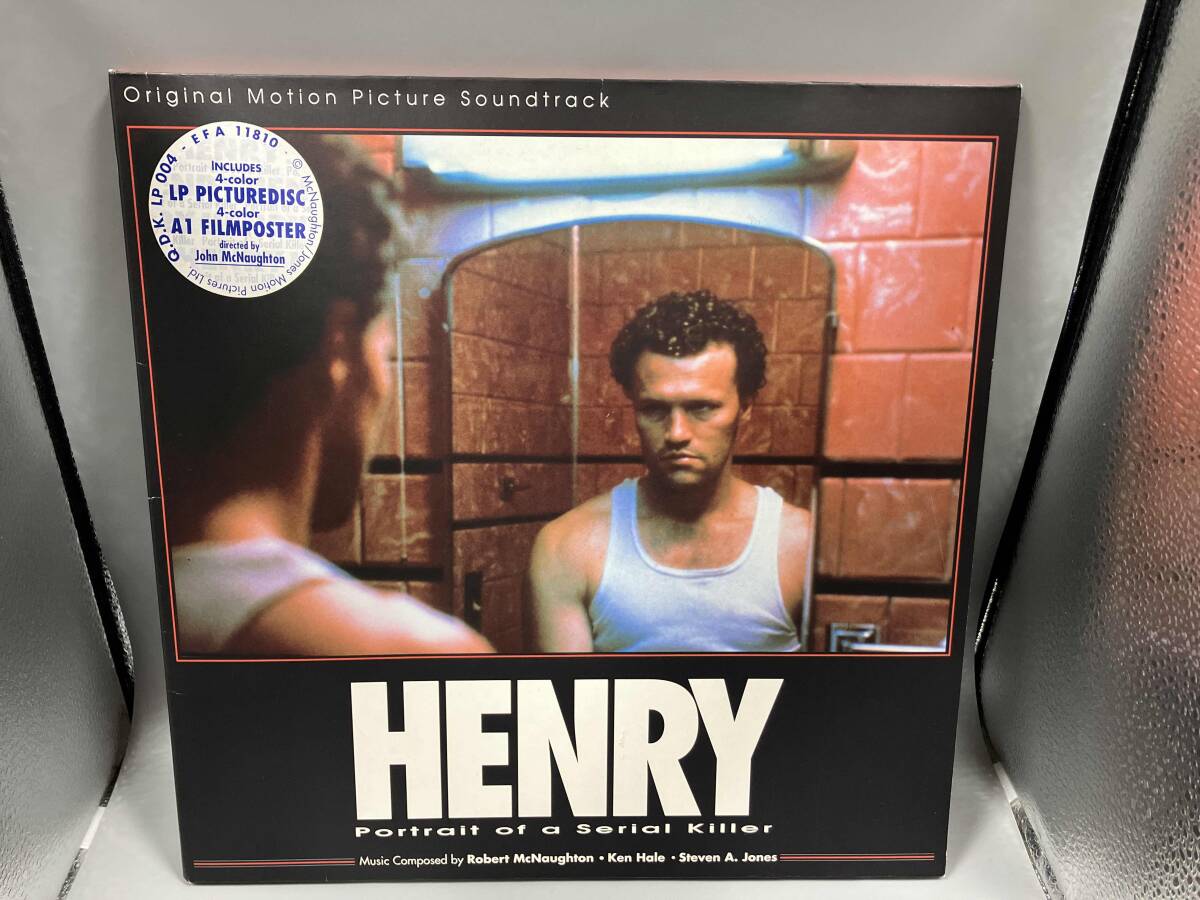 Original Motion Picture Soundtrack
Q.D.K. LP 004 - EFA 11810 - © McNaughton/Jones Motion Pictures Ltd.
INCLUDES
4-color
LP PICTUREDISC
4-color
A1 FILMPOSTER
directed by
John McNaughton
HENRY
Portrait of a Serial Killer
Music Composed by Robert McNaughton • Ken Hale • Steven A. Jones